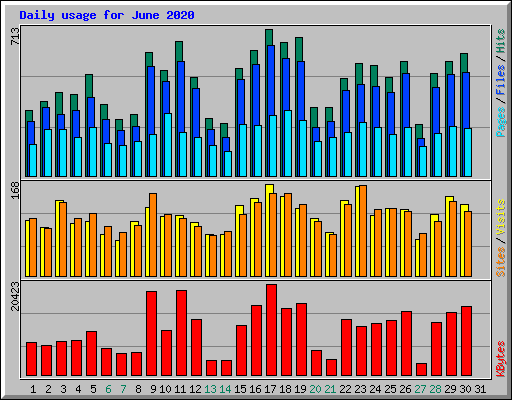 Daily usage for June 2020
713
Pages / Files / Hits
168
Sites / Visits
20423
KBytes
1 2 3 4 5 6 7 8 9 10 11 12 13 14 15 16 17 18 19 20 21 22 23 24 25 26 27 28 29 30 31